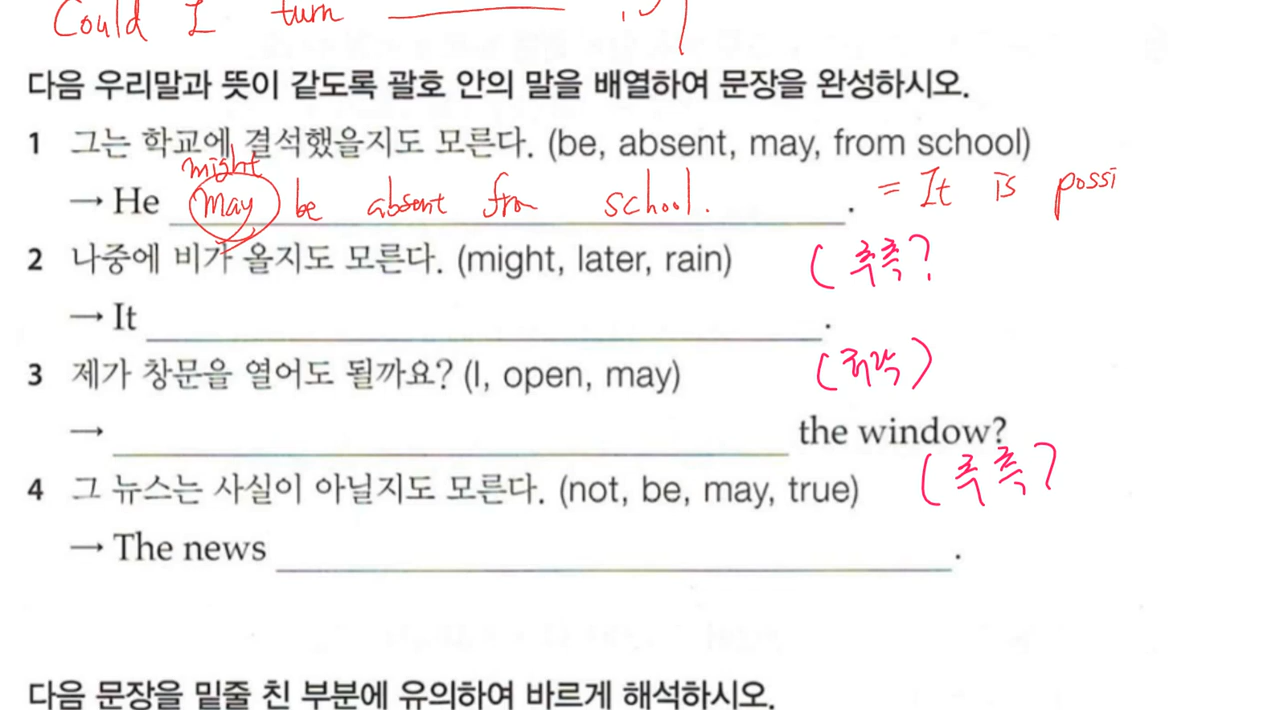 Could I turn
다음 우리말과 뜻이 같도록 괄호 안의 말을 배열하여 문장을 완성하시오.
1 그는 학교에 결석했을지도 모른다. (be, absent, may, from school)
might
→ He may be absent from school. . = It is possi
2 나중에 비가 올지도 모른다. (might, later, rain) (추측?
→ It .
3 제가 창문을 열어도 될까요? (I, open, may) (허락)
→ the window?
4 그 뉴스는 사실이 아닐지도 모른다. (not, be, may, true) (추측?
→ The news .
다음 문장을 밑줄 친 부분에 유의하여 바르게 해석하시오.